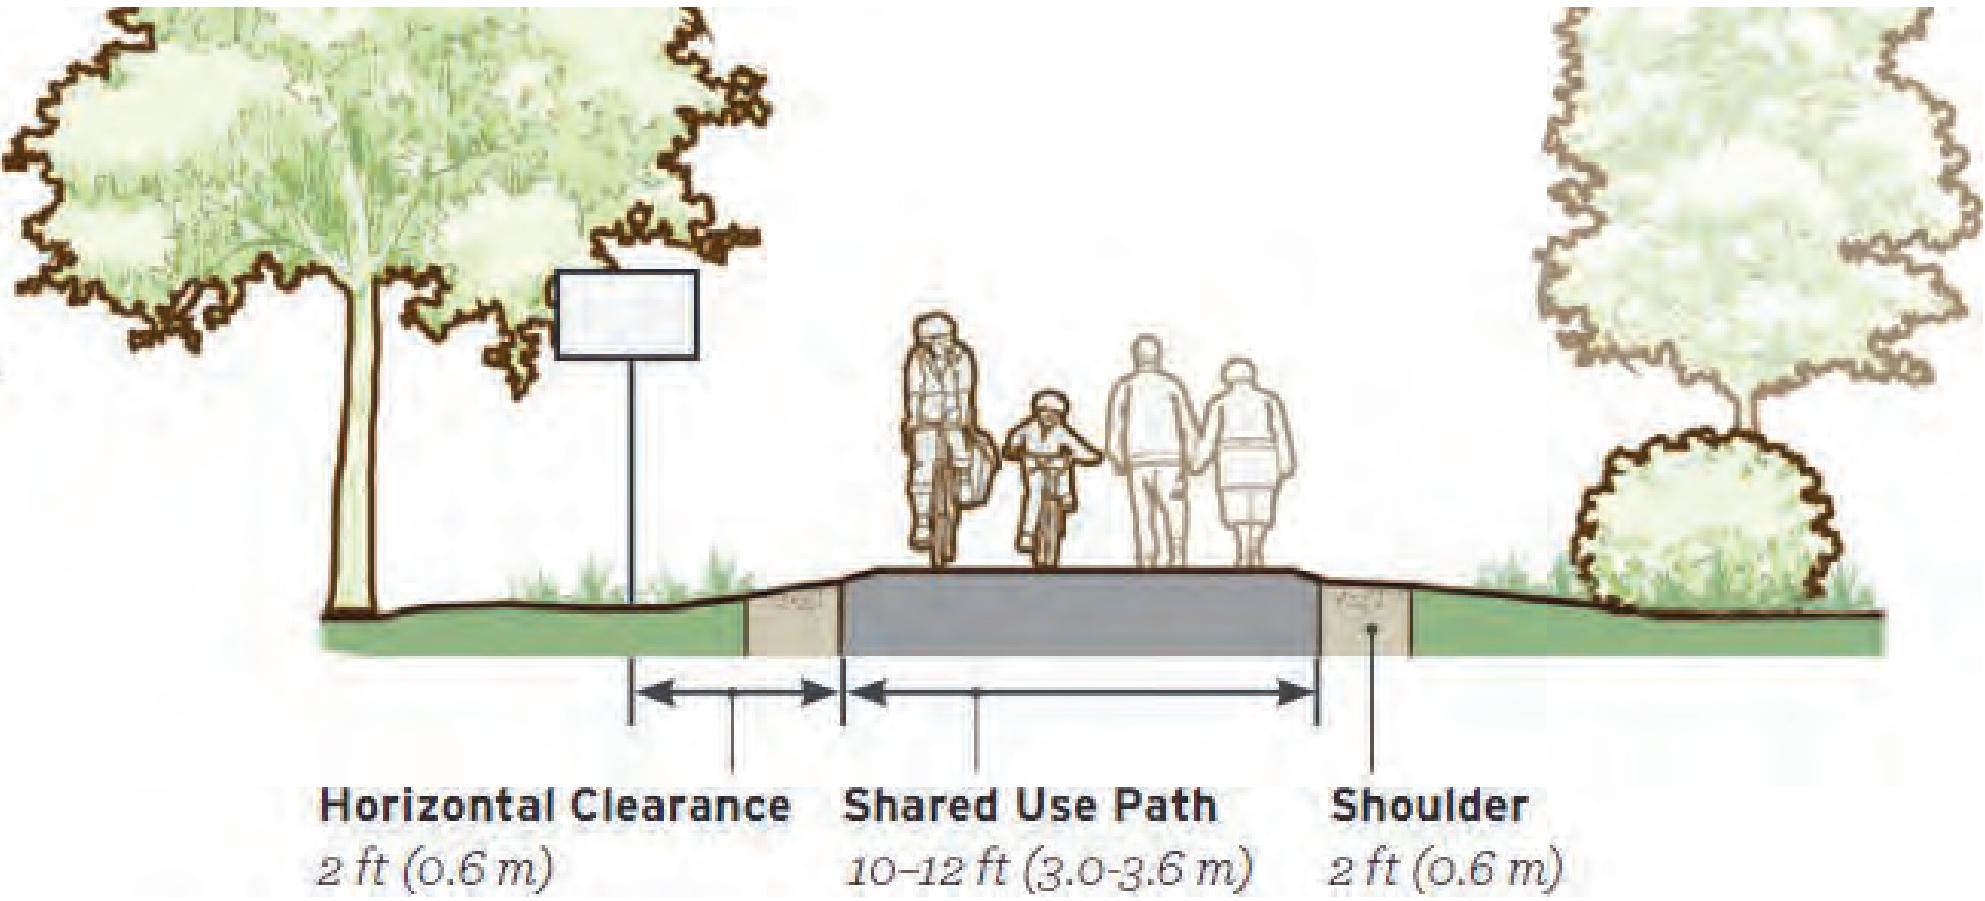 Horizontal Clearance
2 ft (0.6 m)
Shared Use Path
10–12 ft (3.0-3.6 m)
Shoulder
2 ft (0.6 m)